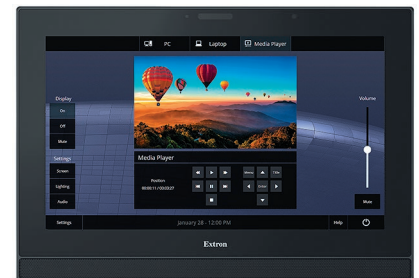 PC Laptop Media Player
Display
On
Off
Mute
Settings
Screen
Lighting
Audio
Volume
Mute
Media Player
Position
00:00:11 / 03:03:27
Menu
Title
Enter
Settings
January 28 - 12:00 PM
Help
Extron